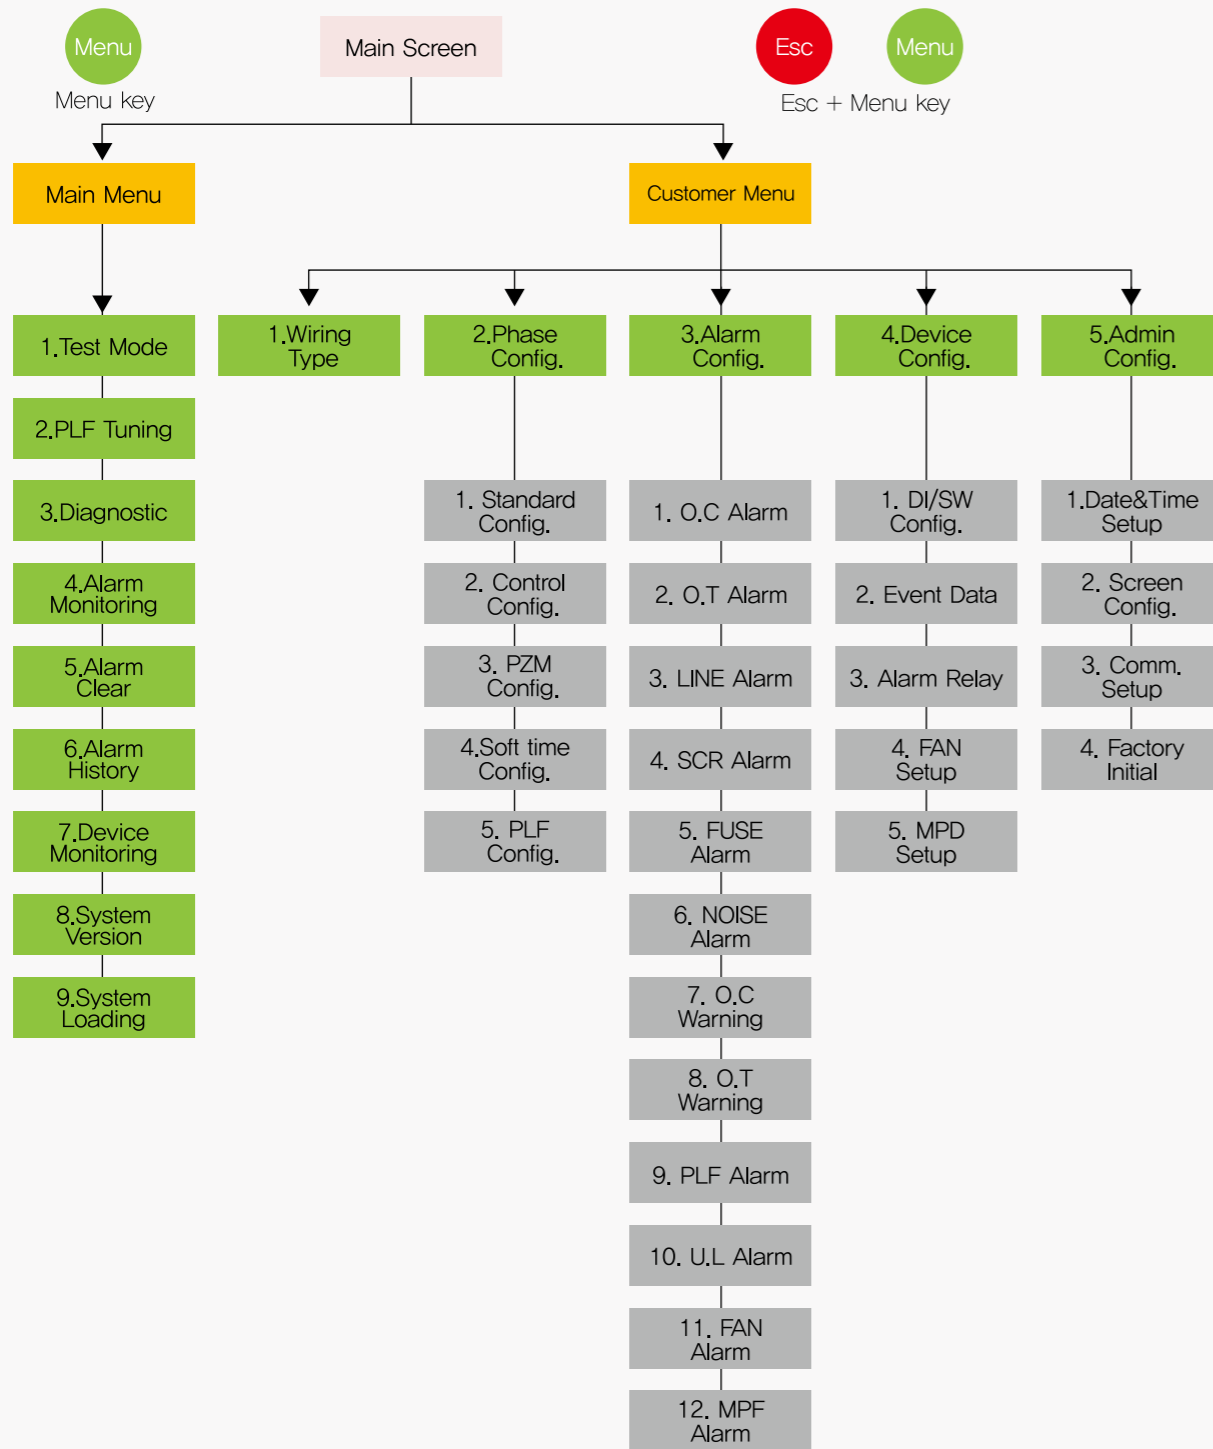 Menu
Menu key
Main Screen
Esc
Menu
Esc + Menu key
Main Menu
Customer Menu
1.Test Mode
2.PLF Tuning
3.Diagnostic
4.Alarm
Monitoring
5.Alarm
Clear
6.Alarm
History
7.Device
Monitoring
8.System
Version
9.System
Loading
1.Wiring
Type
2.Phase
Config.
1. Standard
Config.
2. Control
Config.
3. PZM
Config.
4.Soft time
Config.
5. PLF
Config.
3.Alarm
Config.
1. O.C Alarm
2. O.T Alarm
3. LINE Alarm
4. SCR Alarm
5. FUSE
Alarm
6. NOISE
Alarm
7. O.C
Warning
8. O.T
Warning
9. PLF Alarm
10. U.L Alarm
11. FAN
Alarm
12. MPF
Alarm
4.Device
Config.
1. DI/SW
Config.
2. Event Data
3. Alarm Relay
4. FAN
Setup
5. MPD
Setup
5.Admin
Config.
1.Date&Time
Setup
2. Screen
Config.
3. Comm.
Setup
4. Factory
Initial